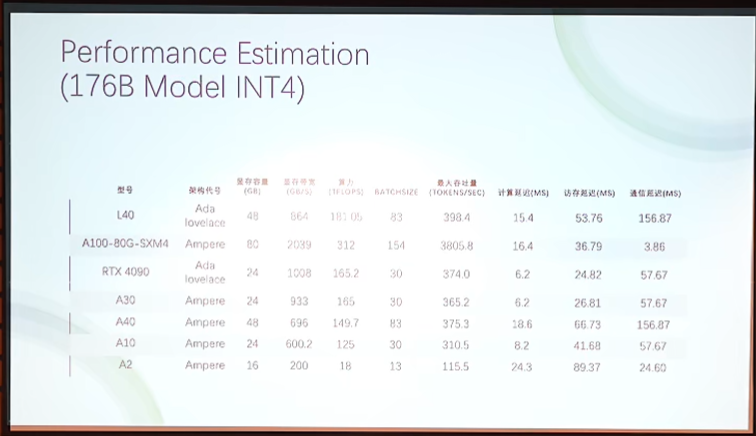 Performance Estimation
(176B Model INT4)
型号 架构代号 显存容量 (GB) 显存带宽 (GB/S) 算力 (TFLOPS) BATCHSIZE 最大吞吐量 (TOKENS/SEC) 计算延迟(MS) 访存延迟(MS) 通信延迟(MS)
L40 Ada lovelace 48 864 181.05 83 398.4 15.4 53.76 156.87
A100-80G-SXM4 Ampere 80 2039 312 154 3805.8 16.4 36.79 3.86
RTX 4090 Ada lovelace 24 1008 165.2 30 374.0 6.2 24.82 57.67
A30 Ampere 24 933 165 30 365.2 6.2 26.81 57.67
A40 Ampere 48 696 149.7 83 375.3 18.6 66.73 156.87
A10 Ampere 24 600.2 125 30 310.5 8.2 41.68 57.67
A2 Ampere 16 200 18 13 115.5 24.3 89.37 24.60